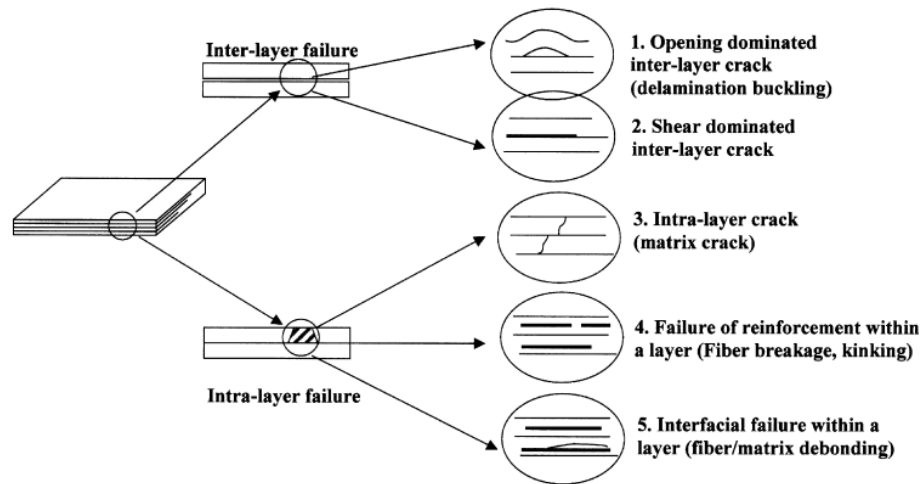 Inter-layer failure
1. Opening dominated
inter-layer crack
(delamination buckling)
2. Shear dominated
inter-layer crack
3. Intra-layer crack
(matrix crack)
4. Failure of reinforcement within
a layer (Fiber breakage, kinking)
Intra-layer failure
5. Interfacial failure within a
layer (fiber/matrix debonding)